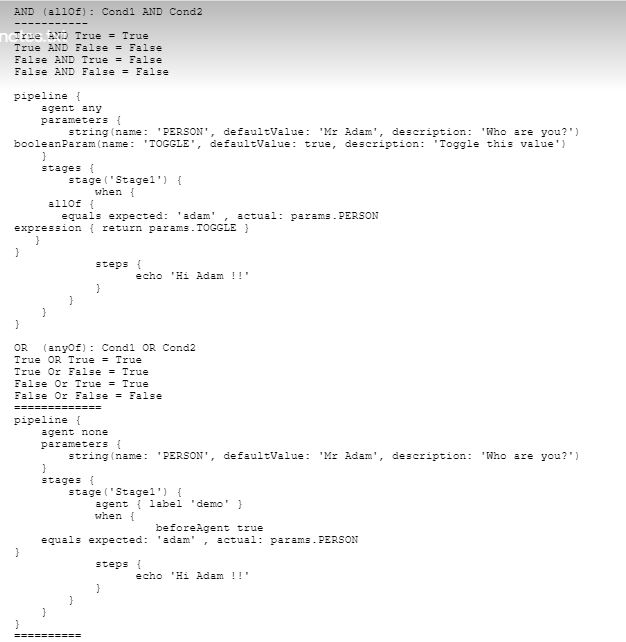 AND (allOf): Cond1 AND Cond2
-----------
True AND True = True
True AND False = False
False AND True = False
False AND False = False

pipeline {
    agent any
    parameters {
        string(name: 'PERSON', defaultValue: 'Mr Adam', description: 'Who are you?')
booleanParam(name: 'TOGGLE', defaultValue: true, description: 'Toggle this value')
    }
    stages {
        stage('Stage1') {
            when {
     allOf {
       equals expected: 'adam' , actual: params.PERSON
expression { return params.TOGGLE }
   }
}
            steps {
                  echo 'Hi Adam !!'
            }
        }
    }
}

OR  (anyOf): Cond1 OR Cond2
True OR True = True
True Or False = True
False Or True = True
False Or False = False
=============
pipeline {
    agent none
    parameters {
        string(name: 'PERSON', defaultValue: 'Mr Adam', description: 'Who are you?')
    }
    stages {
        stage('Stage1') {
            agent { label 'demo' }
            when {
                     beforeAgent true
    equals expected: 'adam' , actual: params.PERSON
}
            steps {
                  echo 'Hi Adam !!'
            }
        }
    }
}
==========